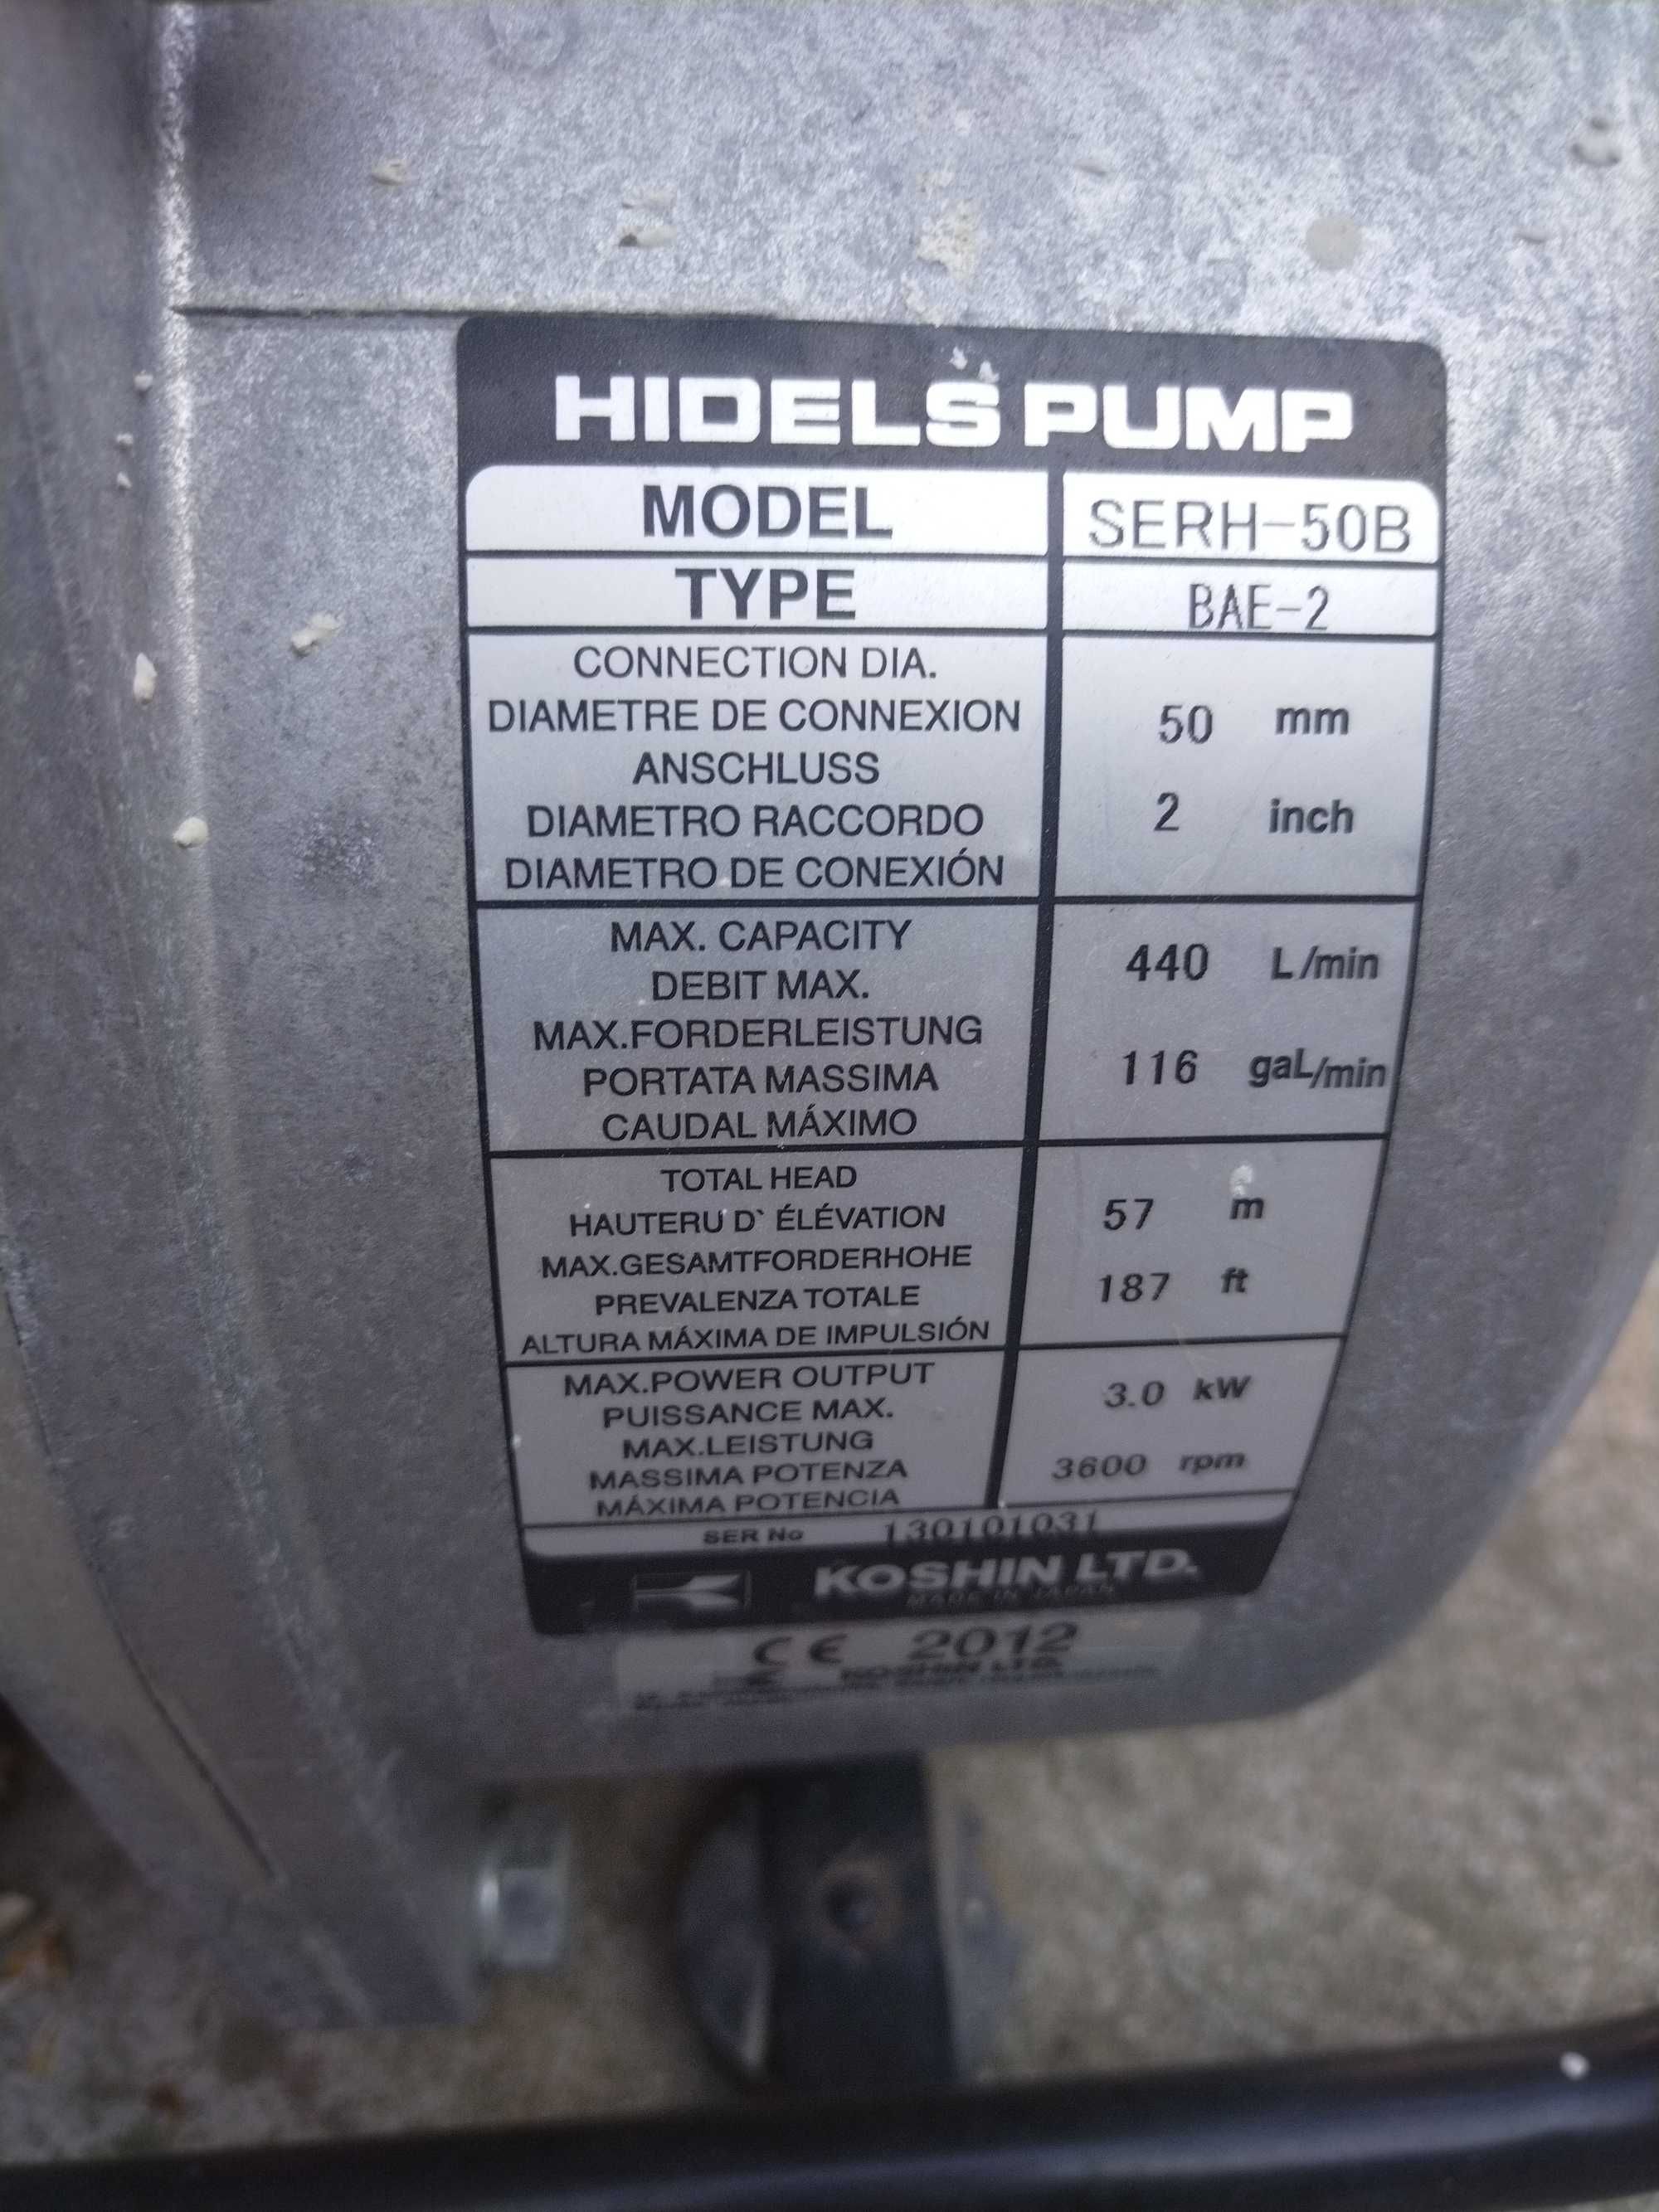 HIDELS PUMP
MODEL SERH-50B
TYPE BAE-2
CONNECTION DIA.
DIAMETRE DE CONNEXION 50 mm
ANSCHLUSS
DIAMETRO RACCORDO 2 inch
DIAMETRO DE CONEXIÓN
MAX. CAPACITY
DEBIT MAX. 440 L/min
MAX.FORDERLEISTUNG
PORTATA MASSIMA 116 gaL/min
CAUDAL MÁXIMO
TOTAL HEAD
HAUTERU D` ÉLÉVATION 57 m
MAX.GESAMTFORDERHOHE
PREVALENZA TOTALE 187 ft
ALTURA MÁXIMA DE IMPULSIÓN
MAX.POWER OUTPUT
PUISSANCE MAX. 3.0 kW
MAX.LEISTUNG
MASSIMA POTENZA 3600 rpm
MÁXIMA POTENCIA
SER No 130101031
KOSHIN LTD.
MADE IN JAPAN
CE 2012
KOSHIN LTD.